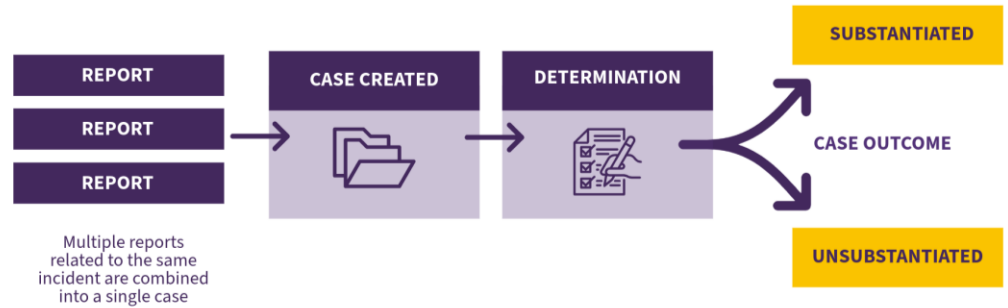 REPORT
REPORT
REPORT
Multiple reports
related to the same
incident are combined
into a single case
CASE CREATED
DETERMINATION
SUBSTANTIATED
CASE OUTCOME
UNSUBSTANTIATED